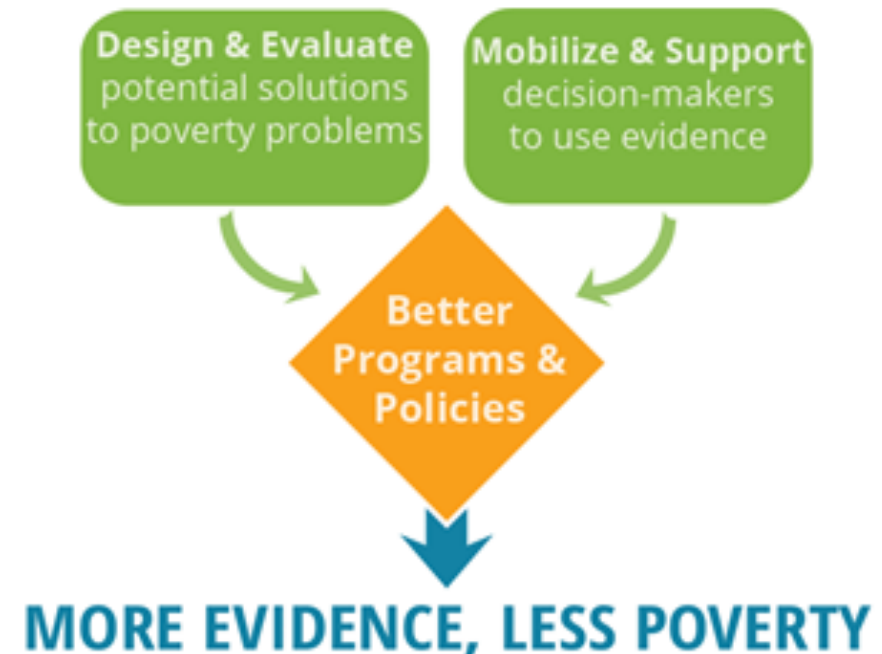 Design & Evaluate
potential solutions
to poverty problems
Mobilize & Support
decision-makers
to use evidence
Better
Programs &
Policies
MORE EVIDENCE, LESS POVERTY